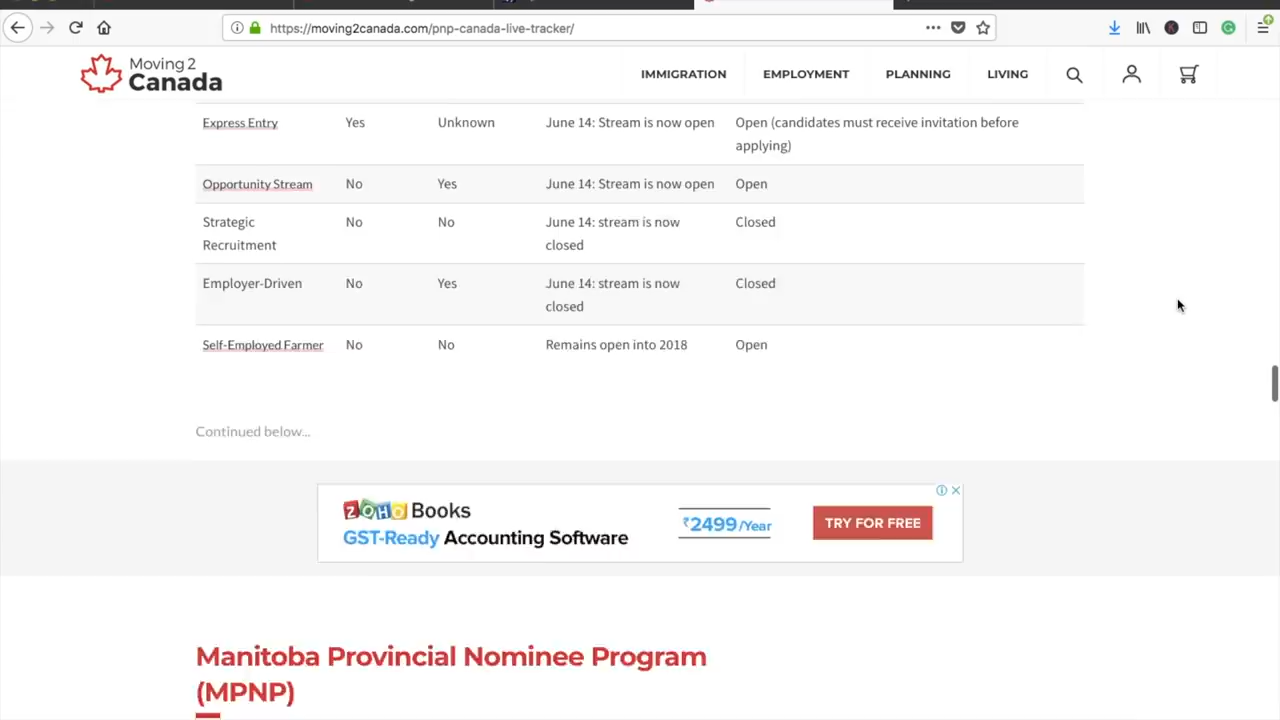 https://moving2canada.com/pnp-canada-live-tracker/
Moving 2
Canada
IMMIGRATION EMPLOYMENT PLANNING LIVING
Express Entry Yes Unknown June 14: Stream is now open Open (candidates must receive invitation before
applying)
Opportunity Stream No Yes June 14: Stream is now open Open
Strategic No No June 14: stream is now Closed
Recruitment closed
Employer-Driven No Yes June 14: stream is now Closed
closed
Self-Employed Farmer No No Remains open into 2018 Open
Continued below...
ZOHO Books
GST-Ready Accounting Software
₹2499/Year
TRY FOR FREE
Manitoba Provincial Nominee Program
(MPNP)